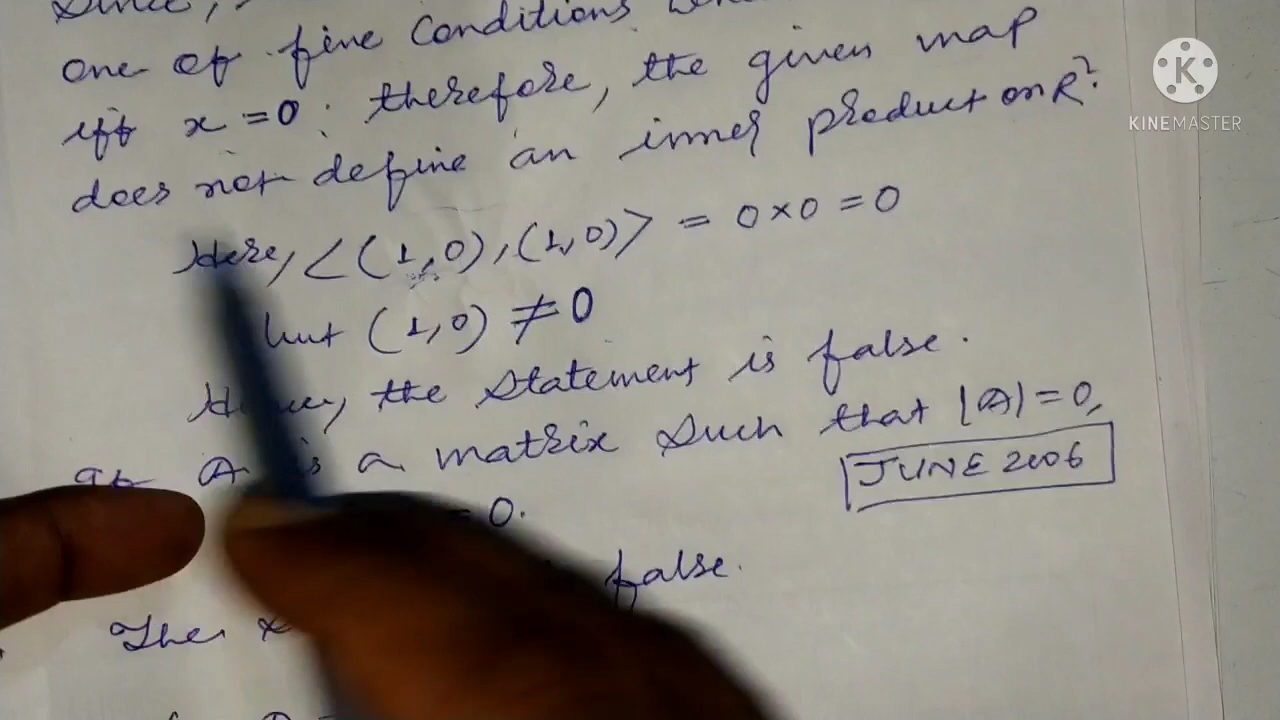 Since,
one of five conditions
iff x = 0; therefore, the given map
does not define an inner product on R².
Here, <(1,0),(1,0)> = 0×0 = 0
but (1,0) ≠ 0
the statement is false.
A is a matrix such that |A| = 0,
JUNE 2006
= 0.
false.
The
KINEMASTER